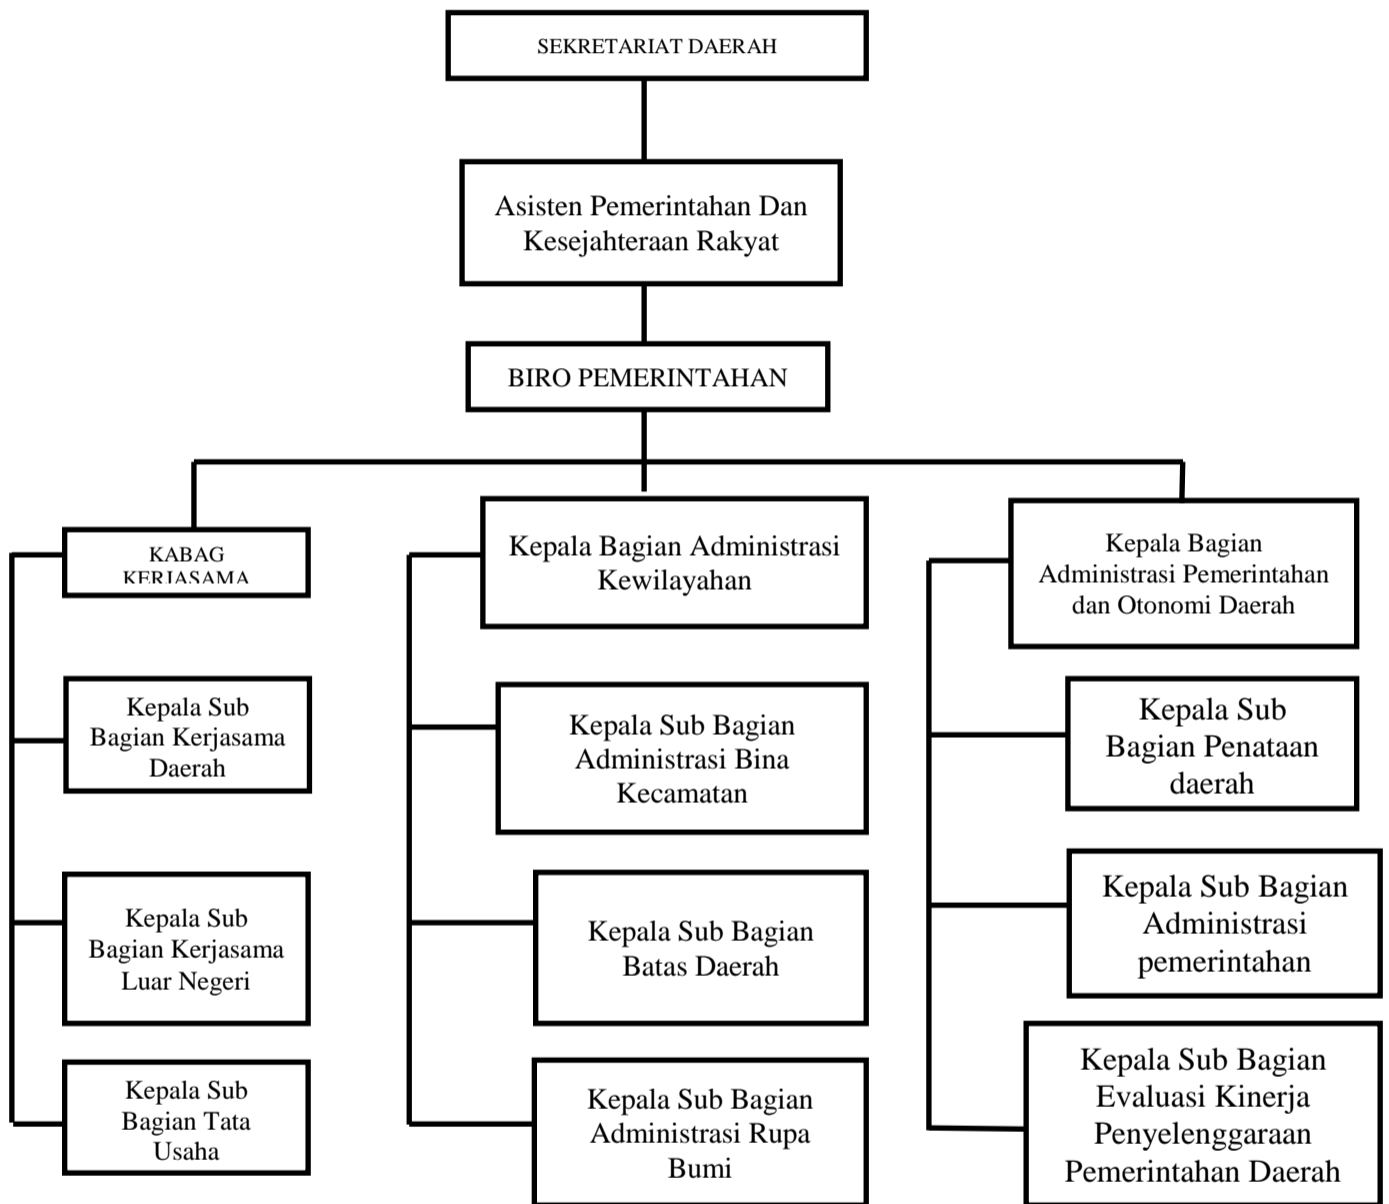 SEKRETARIAT DAERAH
Asisten Pemerintahan Dan
Kesejahteraan Rakyat
BIRO PEMERINTAHAN
KABAG
KERJASAMA
Kepala Bagian Administrasi
Kewilayahan
Kepala Bagian
Administrasi Pemerintahan
dan Otonomi Daerah
Kepala Sub
Bagian Kerjasama
Daerah
Kepala Sub Bagian
Administrasi Bina
Kecamatan
Kepala Sub
Bagian Penataan
daerah
Kepala Sub
Bagian Kerjasama
Luar Negeri
Kepala Sub Bagian
Batas Daerah
Kepala Sub Bagian
Administrasi
pemerintahan
Kepala Sub
Bagian Tata
Usaha
Kepala Sub Bagian
Administrasi Rupa
Bumi
Kepala Sub Bagian
Evaluasi Kinerja
Penyelenggaraan
Pemerintahan Daerah